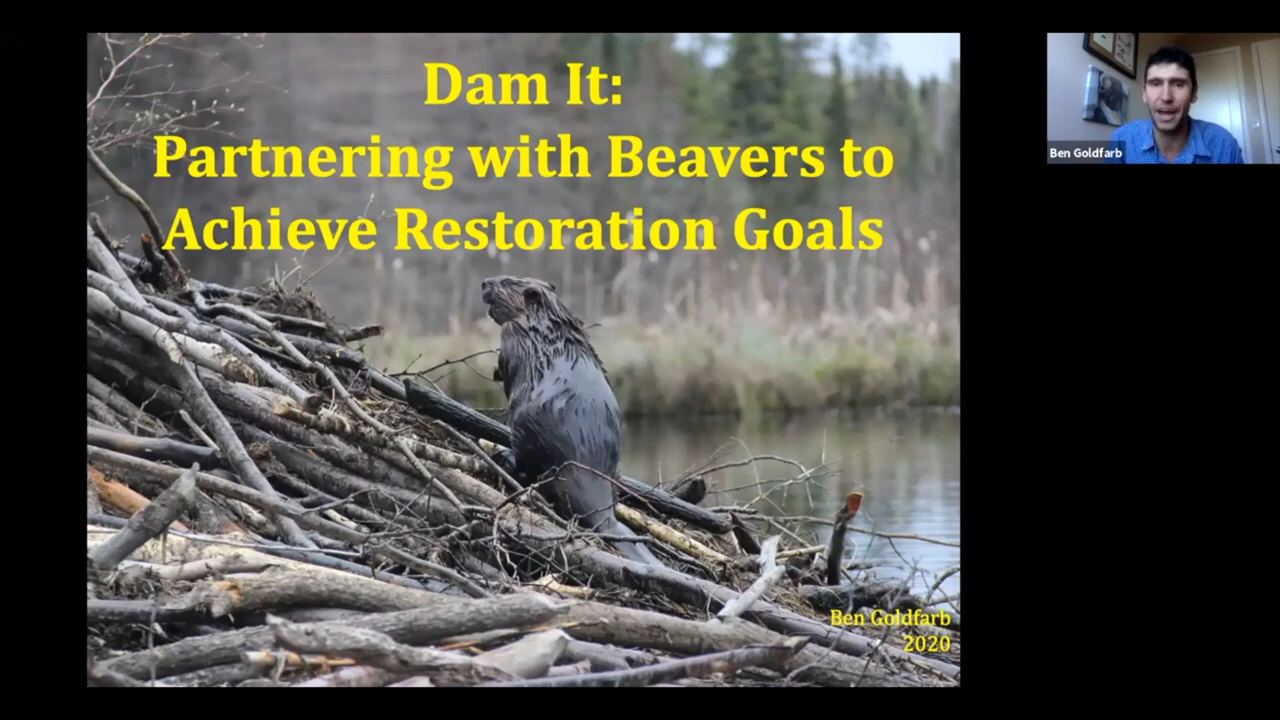 Dam It:
Partnering with Beavers to
Achieve Restoration Goals
Ben Goldfarb
2020
Ben Goldfarb